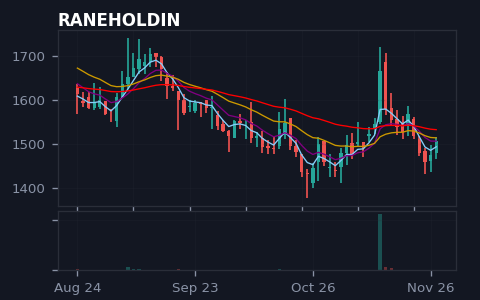 RANEHOLDIN
1700
1600
1500
1400
Aug 24
Sep 23
Oct 26
Nov 26